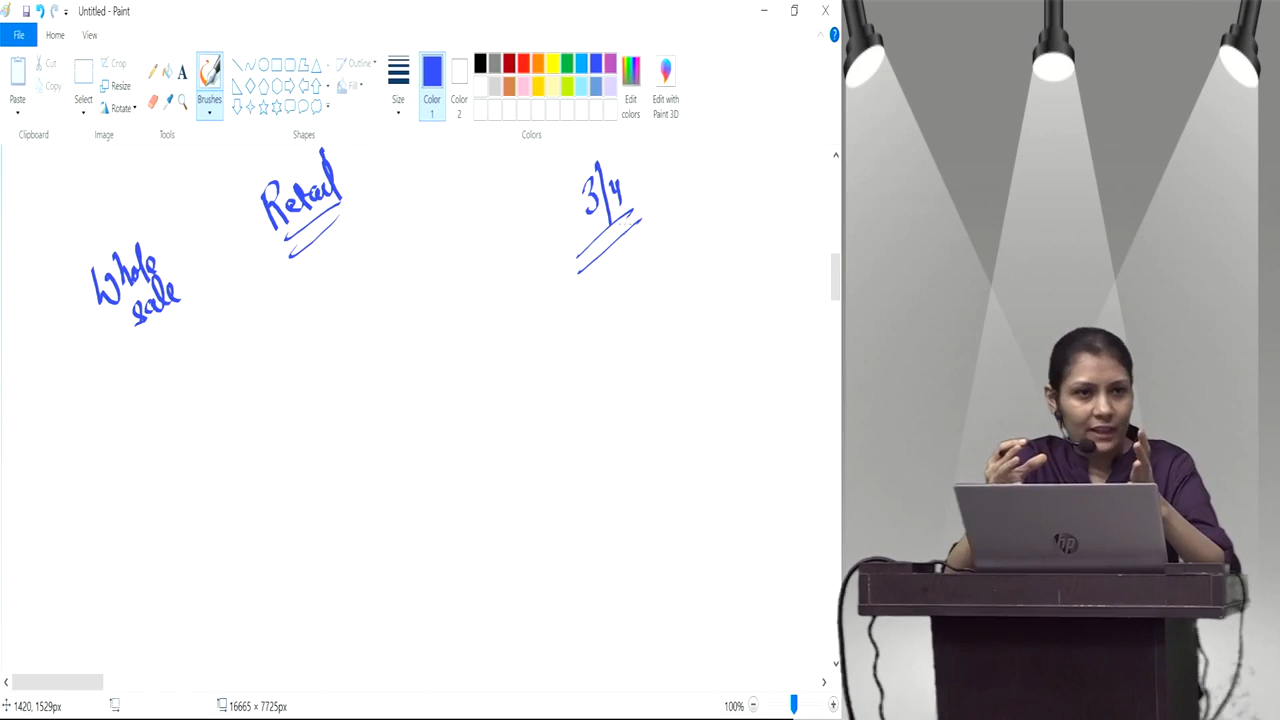 Untitled - Paint
File Home View
Paste
Cut
Copy
Clipboard
Select
Crop
Resize
Rotate
Image
Tools
Brushes
Outline
Fill
Shapes
Size
Color 1
Color 2
Edit colors
Edit with Paint 3D
Colors
Retail
3/4
Whole
sale
hp
1420, 1529px
16665 × 7725px
100%